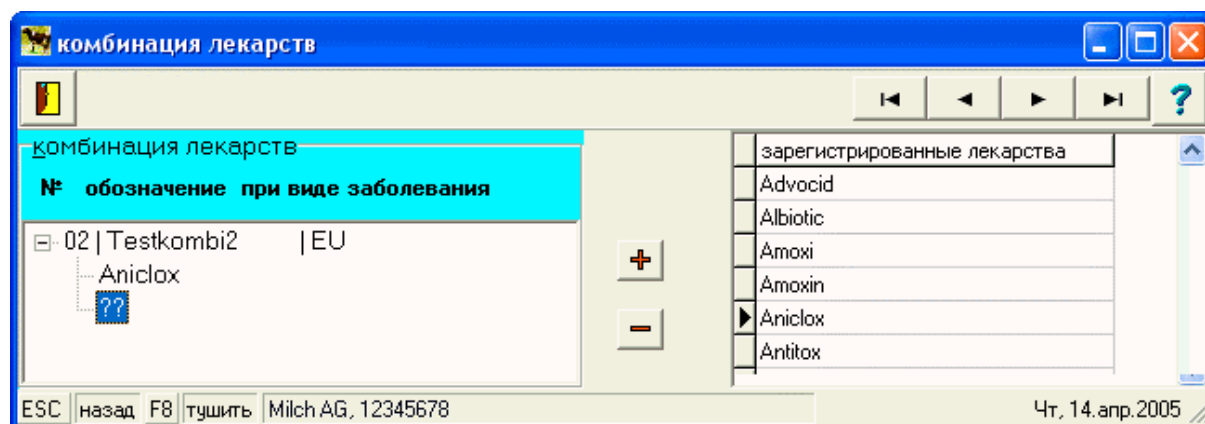 комбинация лекарств
?
комбинация лекарств
№ обозначение при виде заболевания
02 | Testkombi2 | EU
Aniclox
??
зарегистрированные лекарства
Advocid
Albiotic
Amoxi
Amoxin
Aniclox
Antitox
ESC назад F8 тушить Milch AG, 12345678 Чт, 14.апр.2005